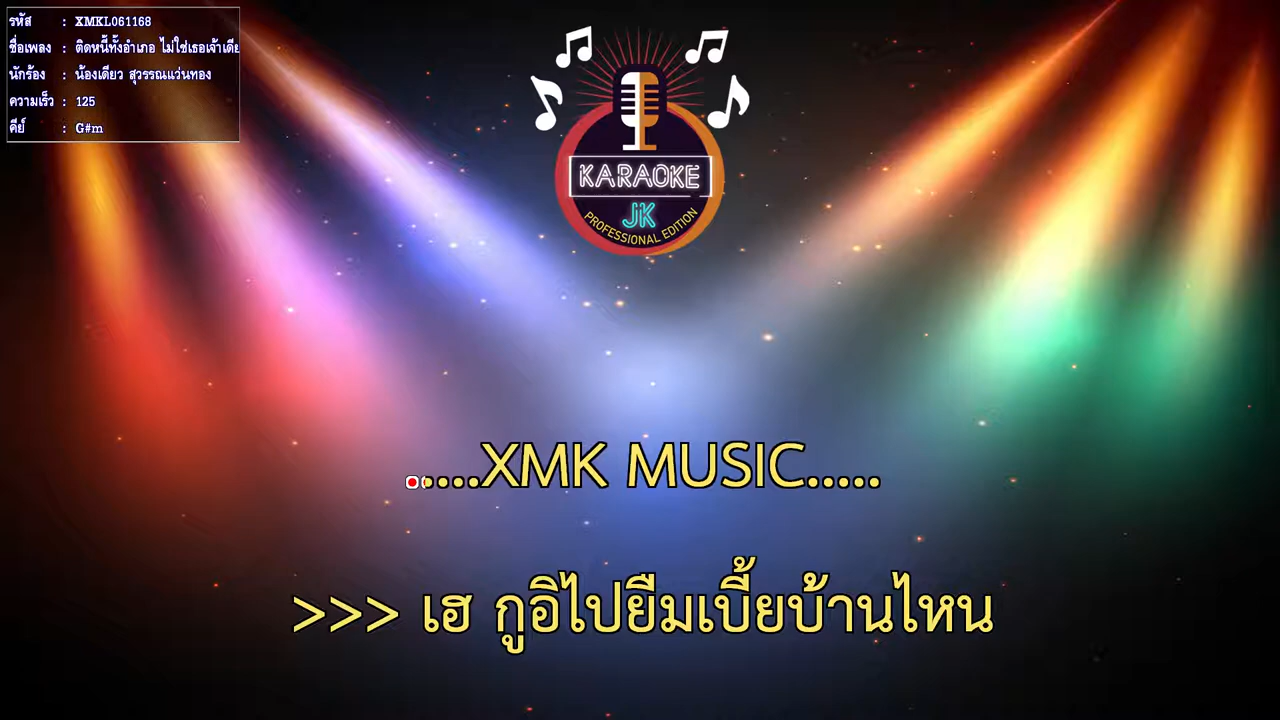 รหัส : XMKL061168
ชื่อเพลง : ติดหนี้ทั้งอำเภอ ไม่ใช่เธอเจ้าเดีย
นักร้อง : น้องเดียว สุวรรณแว่นทอง
ความเร็ว : 125
คีย์ : G#m
KARAOKE
JK
PROFESSIONAL EDITION
.....XMK MUSIC.....
>>> เฮ กูอิไปยืมเบี้ยบ้านไหน